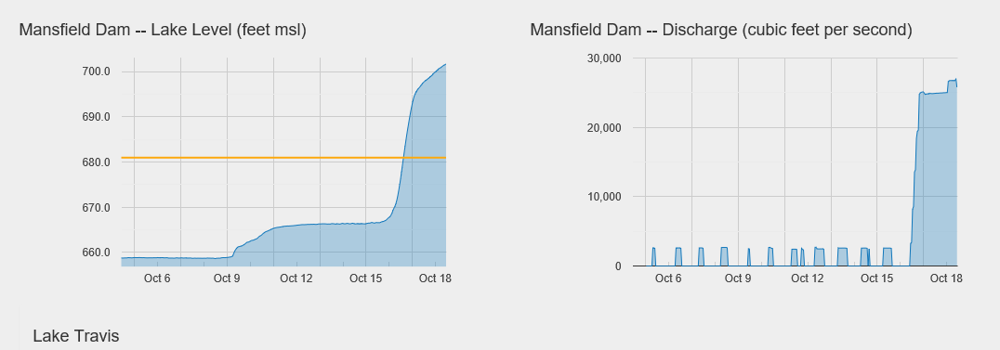 Mansfield Dam -- Lake Level (feet msl)
700.0
690.0
680.0
670.0
660.0
Oct 6 Oct 9 Oct 12 Oct 15 Oct 18
Mansfield Dam -- Discharge (cubic feet per second)
30,000
20,000
10,000
0
Oct 6 Oct 9 Oct 12 Oct 15 Oct 18
Lake Travis